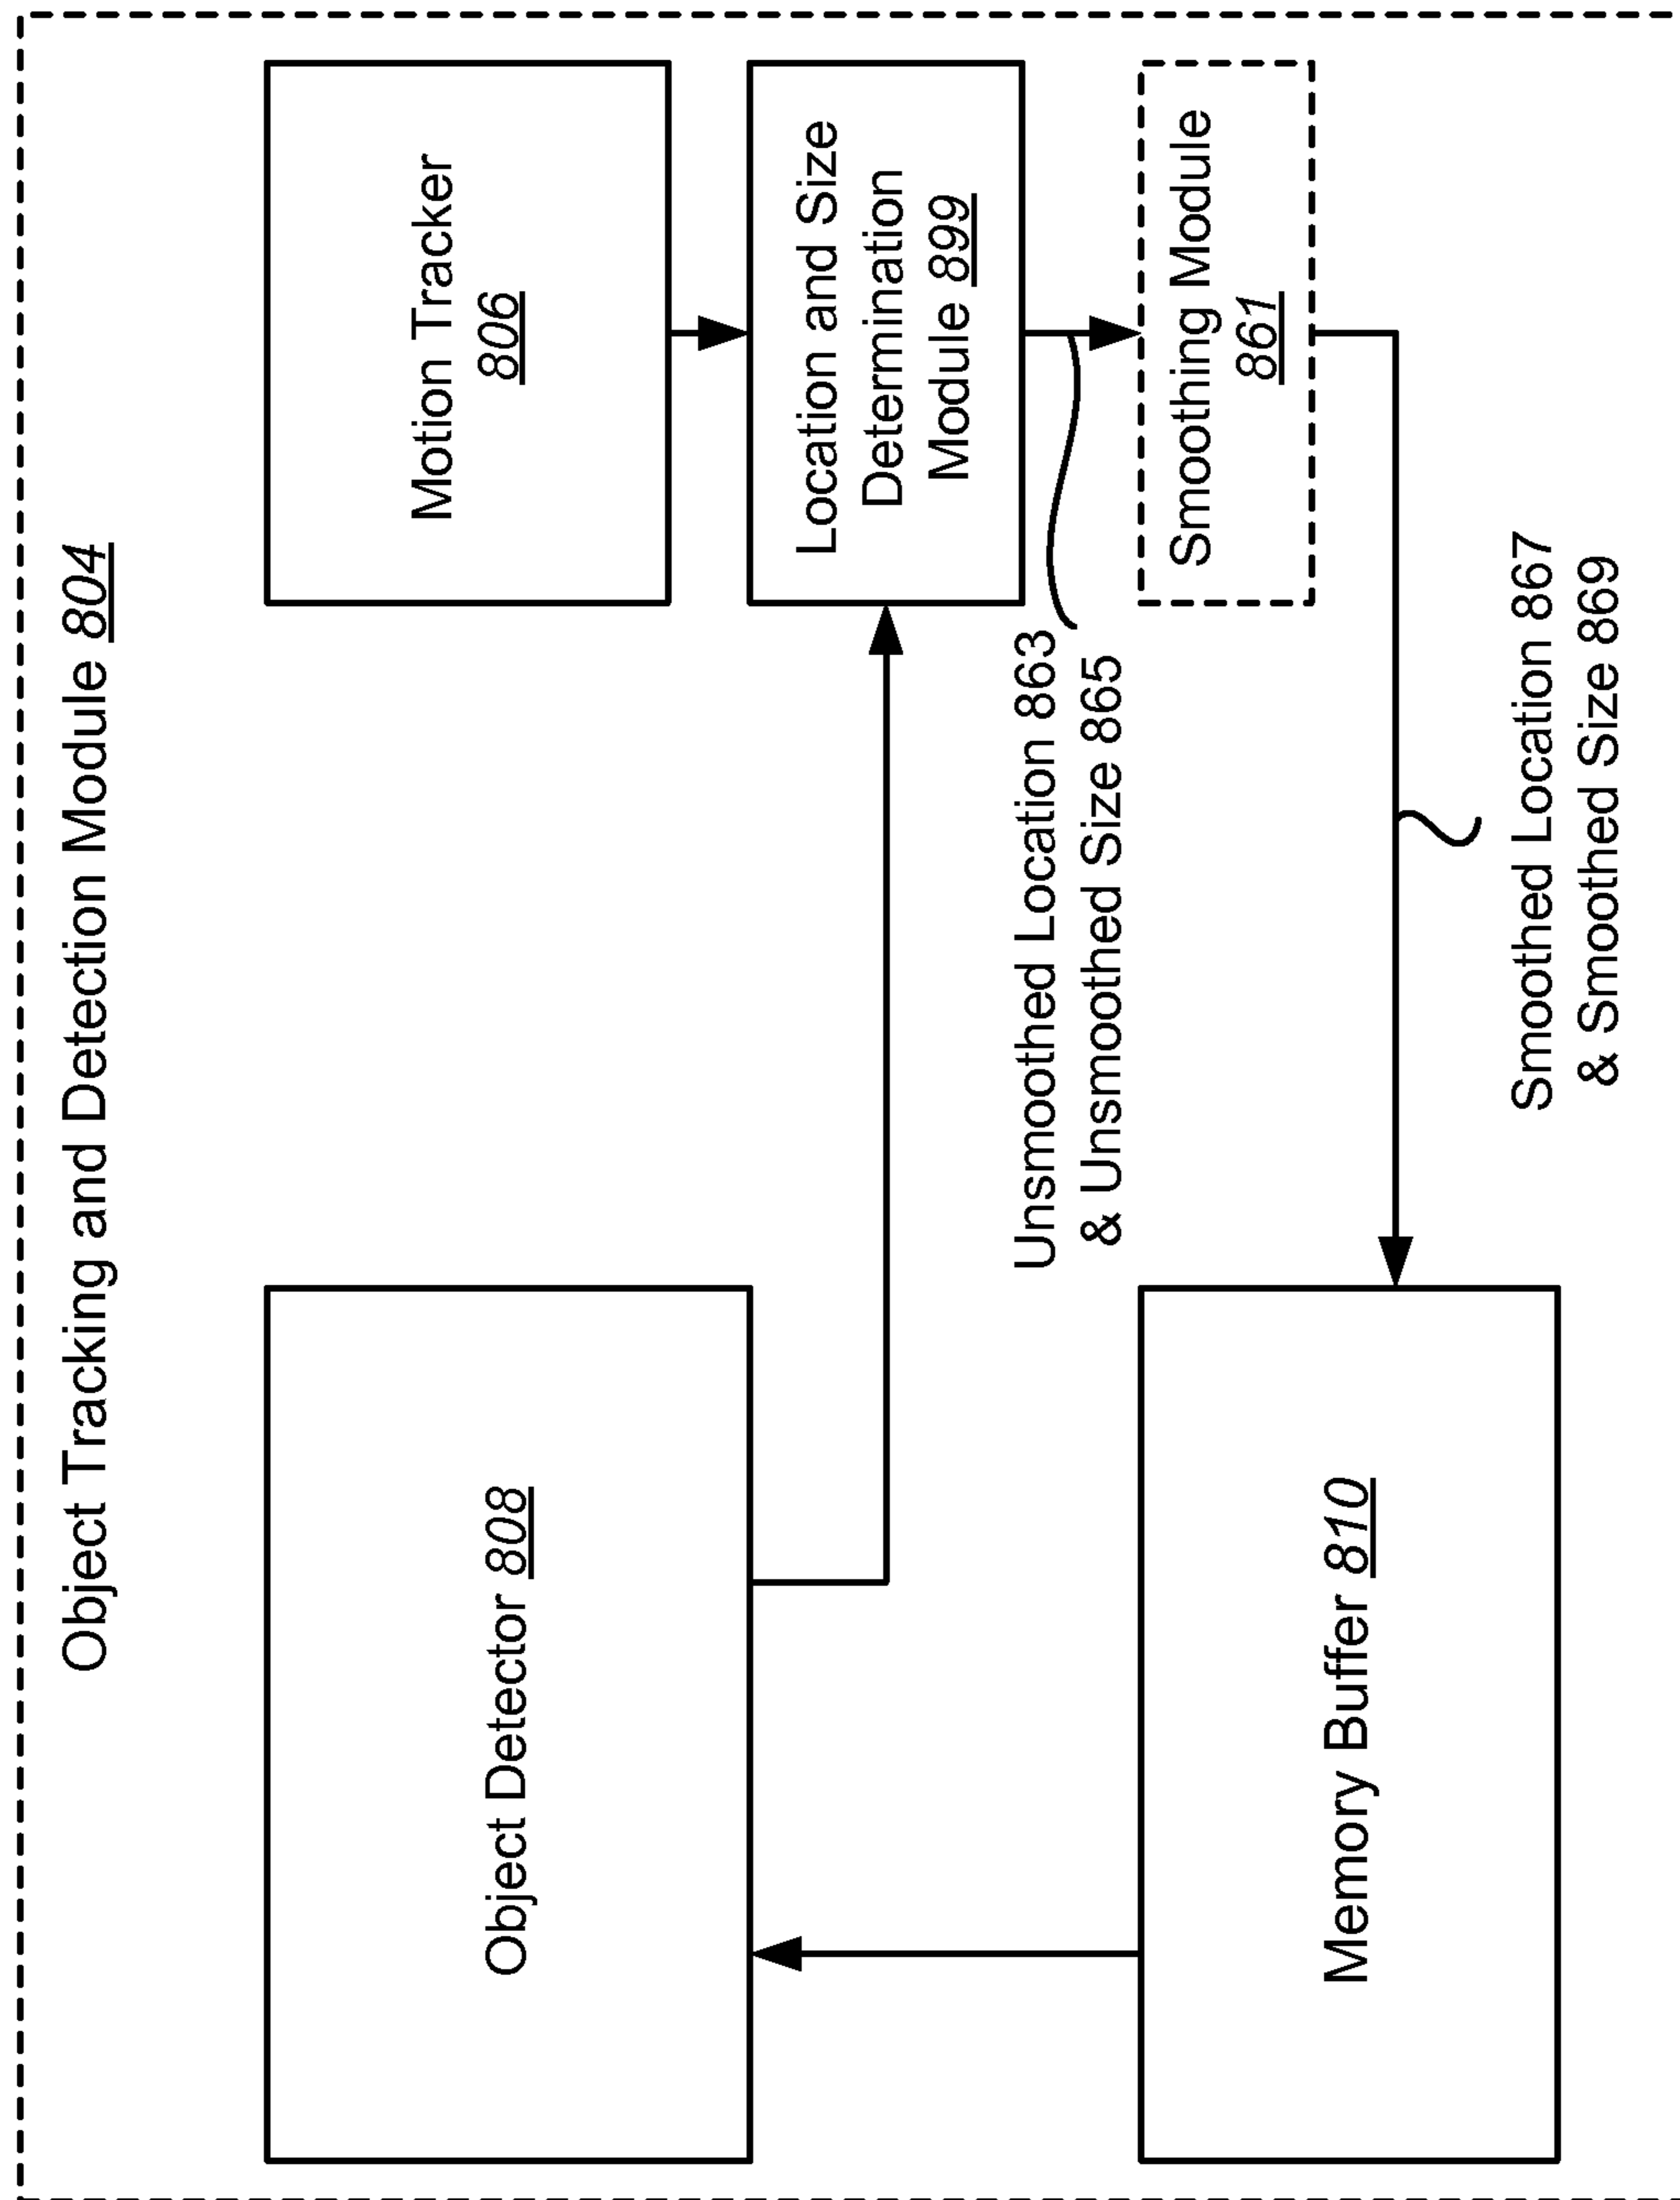 Object Tracking and Detection Module 804
Object Detector 808
Motion Tracker
806
Location and Size
Determination
Module 899
Unsmoothed Location 863
& Unsmoothed Size 865
Smoothing Module
861
Memory Buffer 810
Smoothed Location 867
& Smoothed Size 869